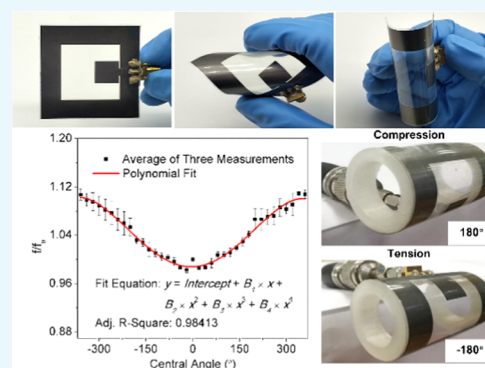 Compression
180°
Tension
-180°
1.20
1.12
1.04
0.96
0.88
f/f₀
Average of Three Measurements
Polynomial Fit
Fit Equation: y = Intercept + B₁ × x +
B₂ × x² + B₃ × x³ + B₄ × x⁴
Adj. R-Square: 0.98413
-300 -150 0 150 300
Central Angle (°)